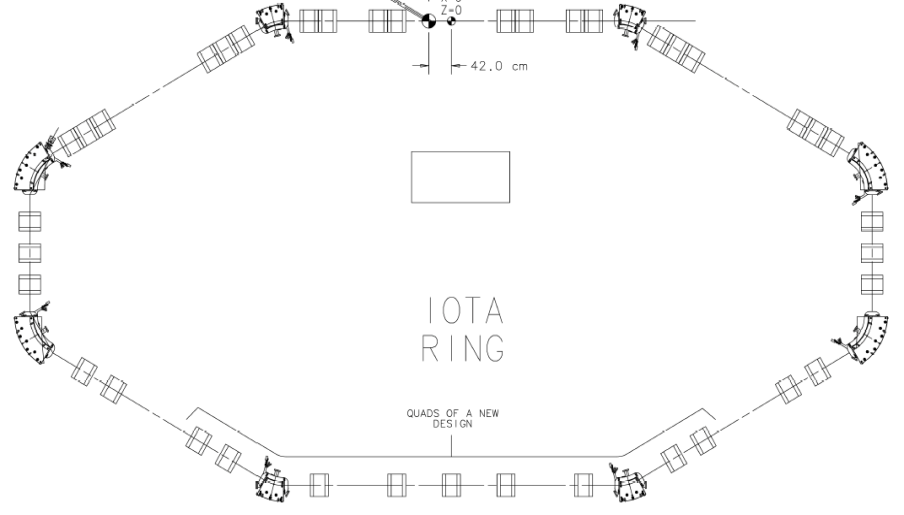 Z=0
42.0 cm
IOTA
RING
QUADS OF A NEW
DESIGN